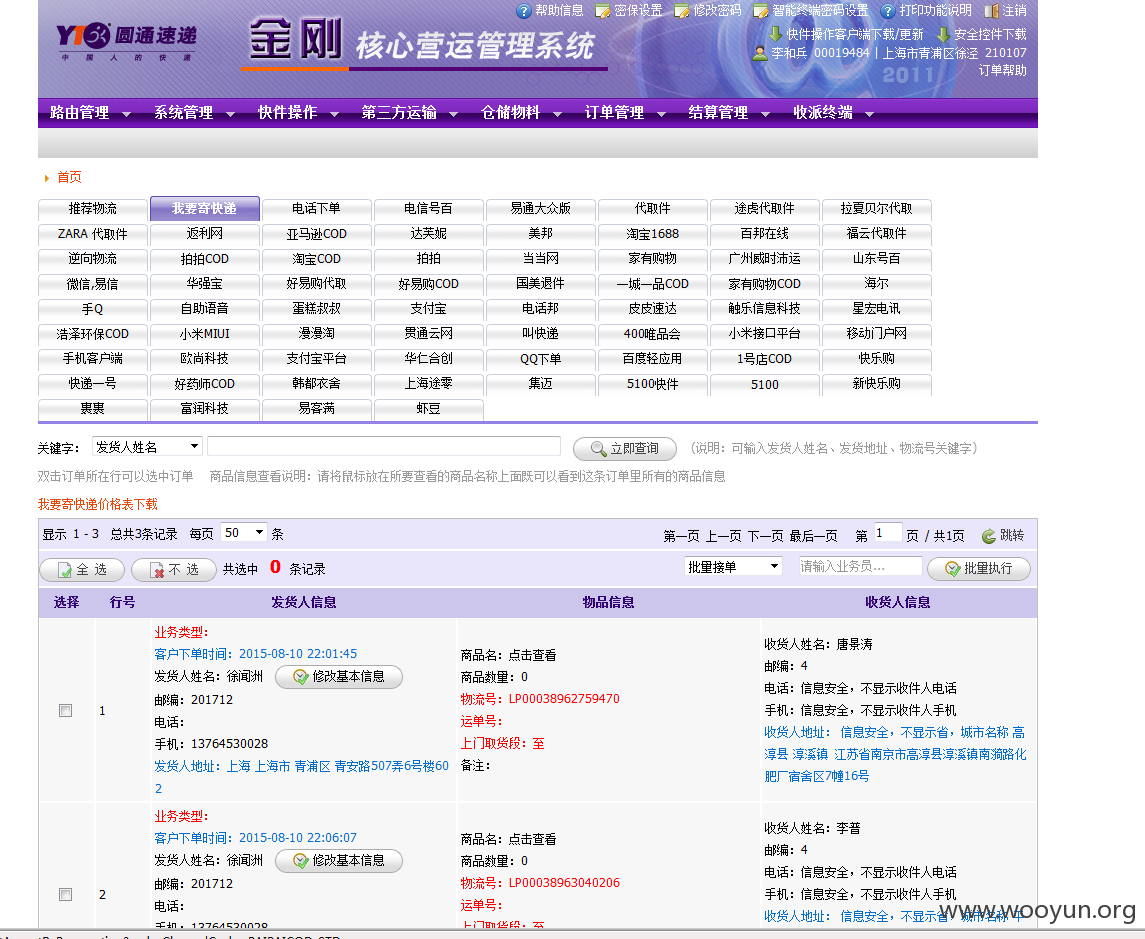 帮助信息 密保设置 修改密码 智能终端密码设置 打印功能说明 注销
YTO 圆通速递
中国人的快递
金刚 核心营运管理系统
快件操作客户端下载/更新 安全控件下载
李和兵 00019484 | 上海市青浦区徐泾 210107
2011
订单帮助
路由管理 系统管理 快件操作 第三方运输 仓储物料 订单管理 结算管理 收派终端
首页
推荐物流 我要寄快递 电话下单 电信号百 易通大众版 代取件 途虎代取件 拉夏贝尔代取
ZARA 代取件 返利网 亚马逊COD 达芙妮 美邦 淘宝1688 百邦在线 福云代取件
逆向物流 拍拍COD 淘宝COD 拍拍 当当网 家有购物 广州威时沛运 山东号百
微信,易信 华强宝 好易购代取 好易购COD 国美退件 一城一品COD 家有购物COD 海尔
手Q 自助语音 蛋糕叔叔 支付宝 电话邦 皮皮速达 触乐信息科技 星宏电讯
浩泽环保COD 小米MIUI 漫漫淘 贯通云网 叫快递 400唯品会 小米接口平台 移动门户网
手机客户端 欧尚科技 支付宝平台 华仁合创 QQ下单 百度轻应用 1号店COD 快乐购
快递一号 好药师COD 韩都衣舍 上海途零 集迈 5100快件 5100 新快乐购
裹裹 富润科技 易客满 虾豆
关键字： 发货人姓名 立即查询 （说明：可输入发货人姓名、发货地址、物流号关键字）
双击订单所在行可以选中订单 商品信息查看说明：请将鼠标放在所要查看的商品名称上面既可以看到这条订单里所有的商品信息
我要寄快递价格表下载
显示 1 - 3 总共3条记录 每页 50 条 第一页 上一页 下一页 最后一页 第 1 页 / 共1页 跳转
全 选 不 选 共选中 0 条记录 批量接单 请输入业务员... 批量执行
选择 行号 发货人信息 物品信息 收货人信息
1
业务类型：
客户下单时间：2015-08-10 22:01:45
发货人姓名：徐闻洲 修改基本信息
邮编：201712
电话：
手机：13764530028
发货人地址：上海 上海市 青浦区 青安路507弄6号楼60
2
商品名：点击查看
商品数量：0
物流号：LP00038962759470
运单号：
上门取货段：至
备注：
收货人姓名：唐景涛
邮编：4
电话：信息安全，不显示收件人电话
手机：信息安全，不显示收件人手机
收货人地址： 信息安全，不显示省，城市名称 高
淳县 淳溪镇 江苏省南京市高淳县淳溪镇南漪路化
肥厂宿舍区7幢16号
2
业务类型：
客户下单时间：2015-08-10 22:06:07
发货人姓名：徐闻洲 修改基本信息
邮编：201712
电话：
手机：13764530028
商品名：点击查看
商品数量：0
物流号：LP00038963040206
运单号：
上门取货段：至
收货人姓名：李普
邮编：4
电话：信息安全，不显示收件人电话
手机：信息安全，不显示收件人手机
收货人地址： 信息安全，不显示省，城市名称
www.wooyun.org